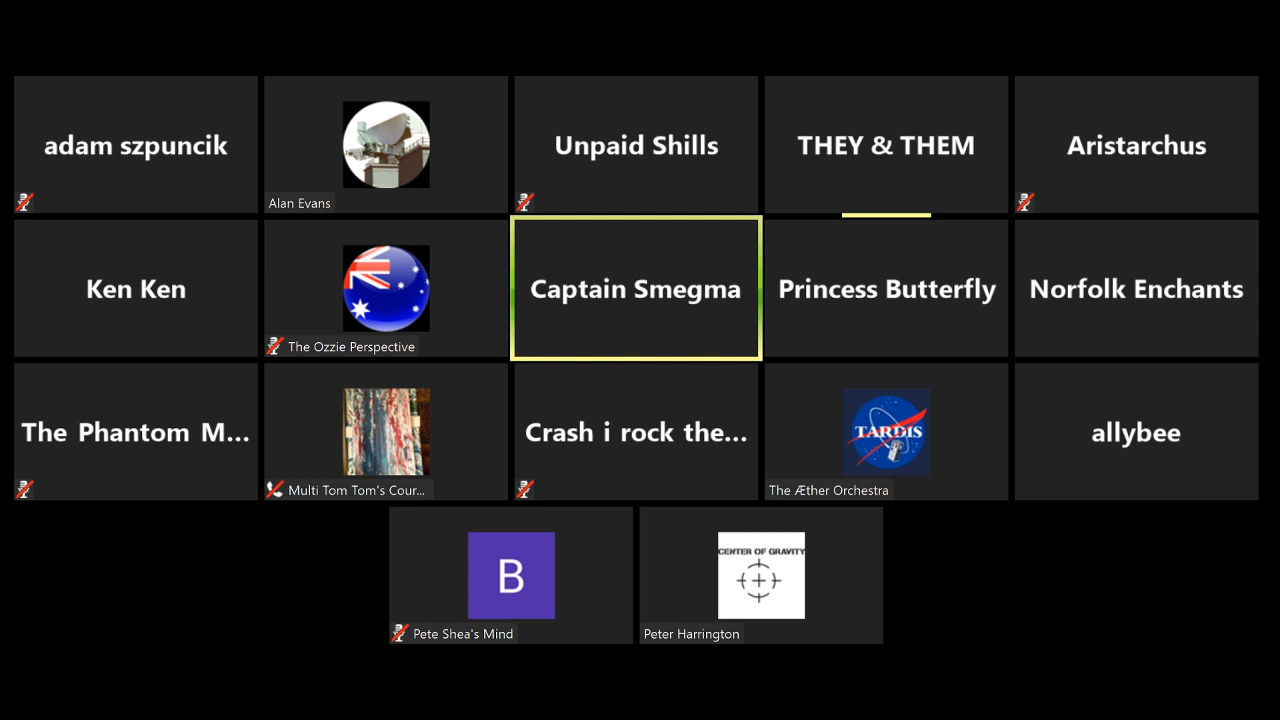 adam szpuncik
Alan Evans
Unpaid Shills
THEY & THEM
Aristarchus
Ken Ken
The Ozzie Perspective
Captain Smegma
Princess Butterfly
Norfolk Enchants
The Phantom M...
Multi Tom Tom's Cour...
Crash i rock the...
TARDIS
The Æther Orchestra
allybee
B
Pete Shea's Mind
CENTER OF GRAVITY
Peter Harrington